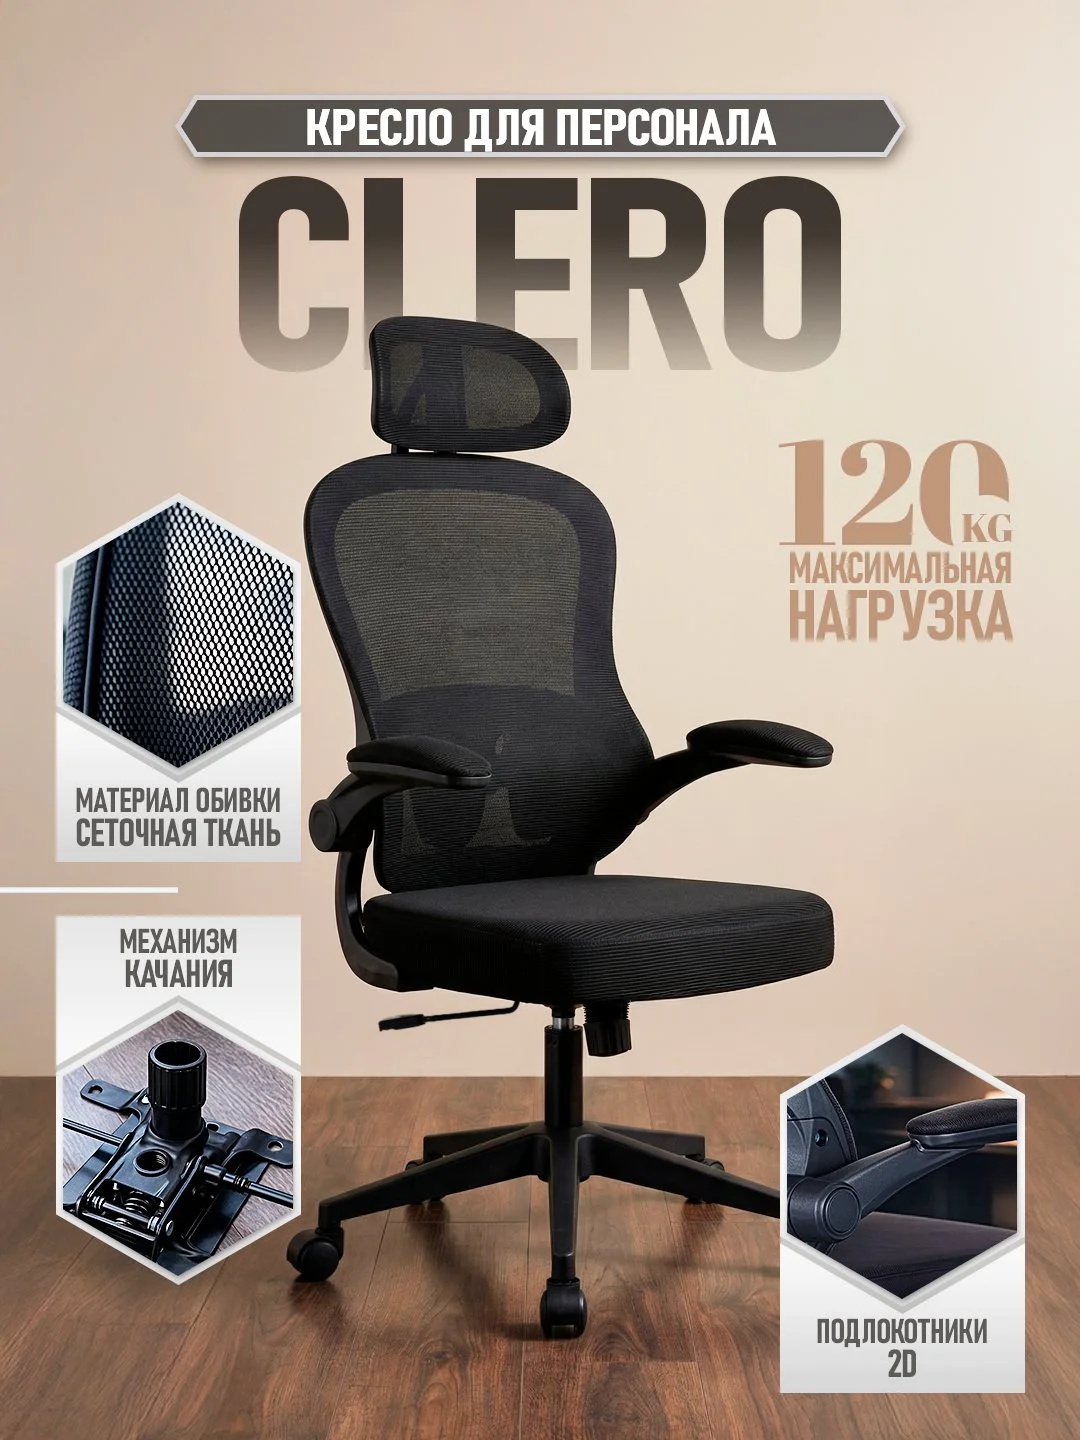 КРЕСЛО ДЛЯ ПЕРСОНАЛА
CLERO
120 KG
МАКСИМАЛЬНАЯ
НАГРУЗКА
МАТЕРИАЛ ОБИВКИ
СЕТОЧНАЯ ТКАНЬ
МЕХАНИЗМ
КАЧАНИЯ
ПОДЛОКОТНИКИ
2D